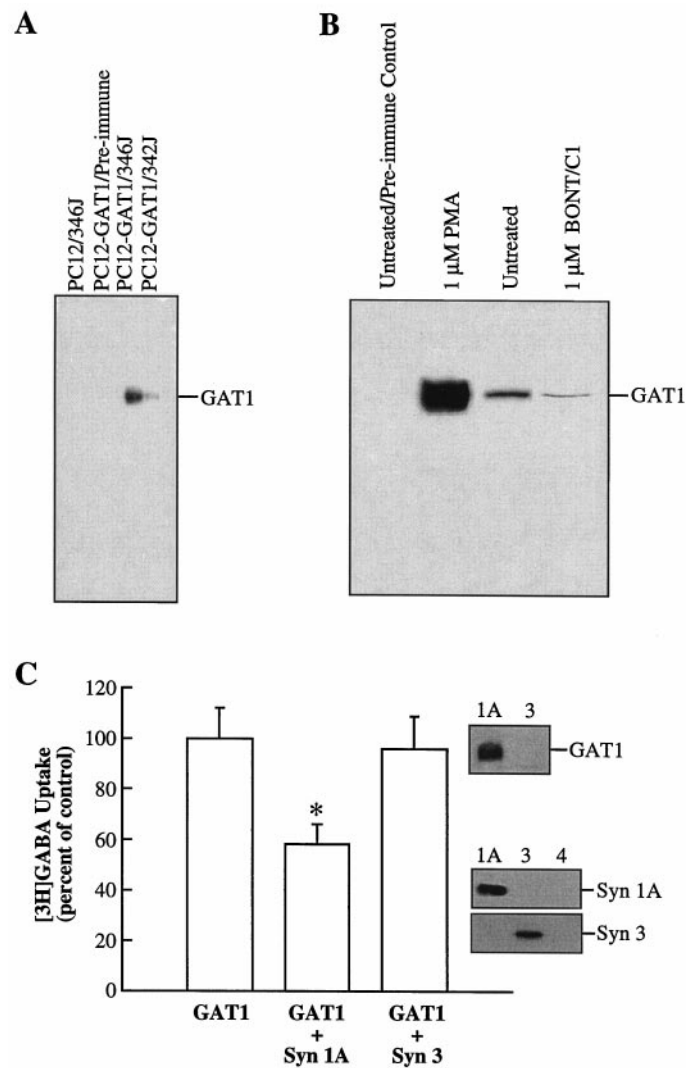 A
PC12/346J
PC12-GAT1/Pre-immune
PC12-GAT1/346J
PC12-GAT1/342J
GAT1
B
Untreated/Pre-immune Control
1 µM PMA
Untreated
1 µM BONT/C1
GAT1
C
[3H]GABA Uptake
(percent of control)
120
100
80
60
40
20
0
*
GAT1
GAT1
+
Syn 1A
GAT1
+
Syn 3
1A 3
GAT1
1A 3 4
Syn 1A
Syn 3